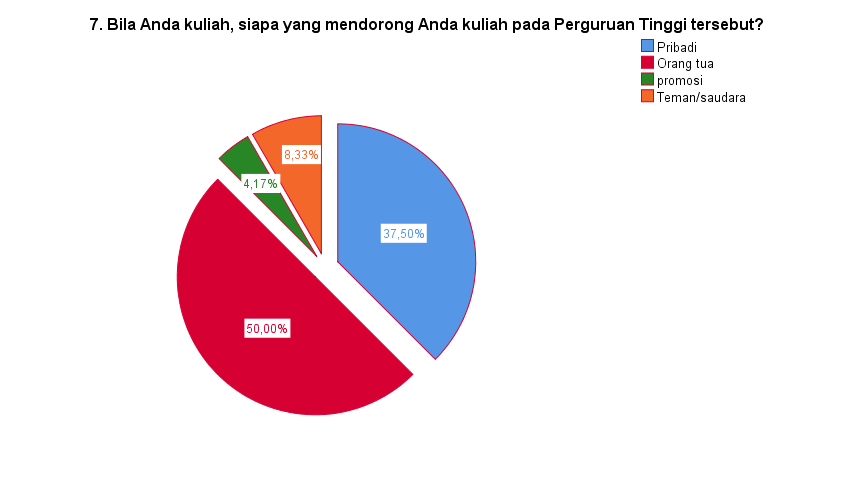 7. Bila Anda kuliah, siapa yang mendorong Anda kuliah pada Perguruan Tinggi tersebut?
Pribadi
Orang tua
promosi
Teman/saudara
8,33%
4,17%
37,50%
50,00%